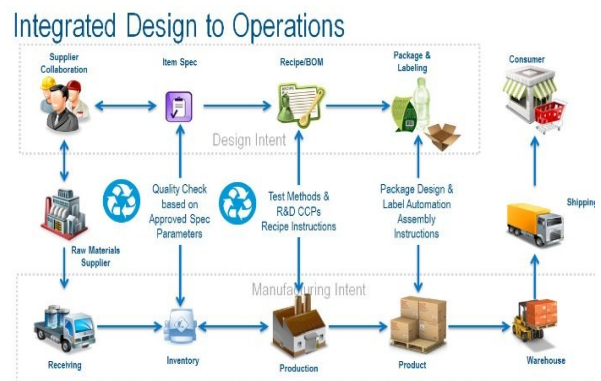 Integrated Design to Operations
Supplier
Collaboration
Item Spec
Recipe/BOM
Package &
Labeling
Consumer
Design Intent
Quality Check
based on
Approved Spec
Parameters
Test Methods &
R&D CCPs
Recipe Instructions
Package Design &
Label Automation
Assembly
Instructions
Shipping
Raw Materials
Supplier
Manufacturing Intent
Receiving
Inventory
Production
Product
Warehouse